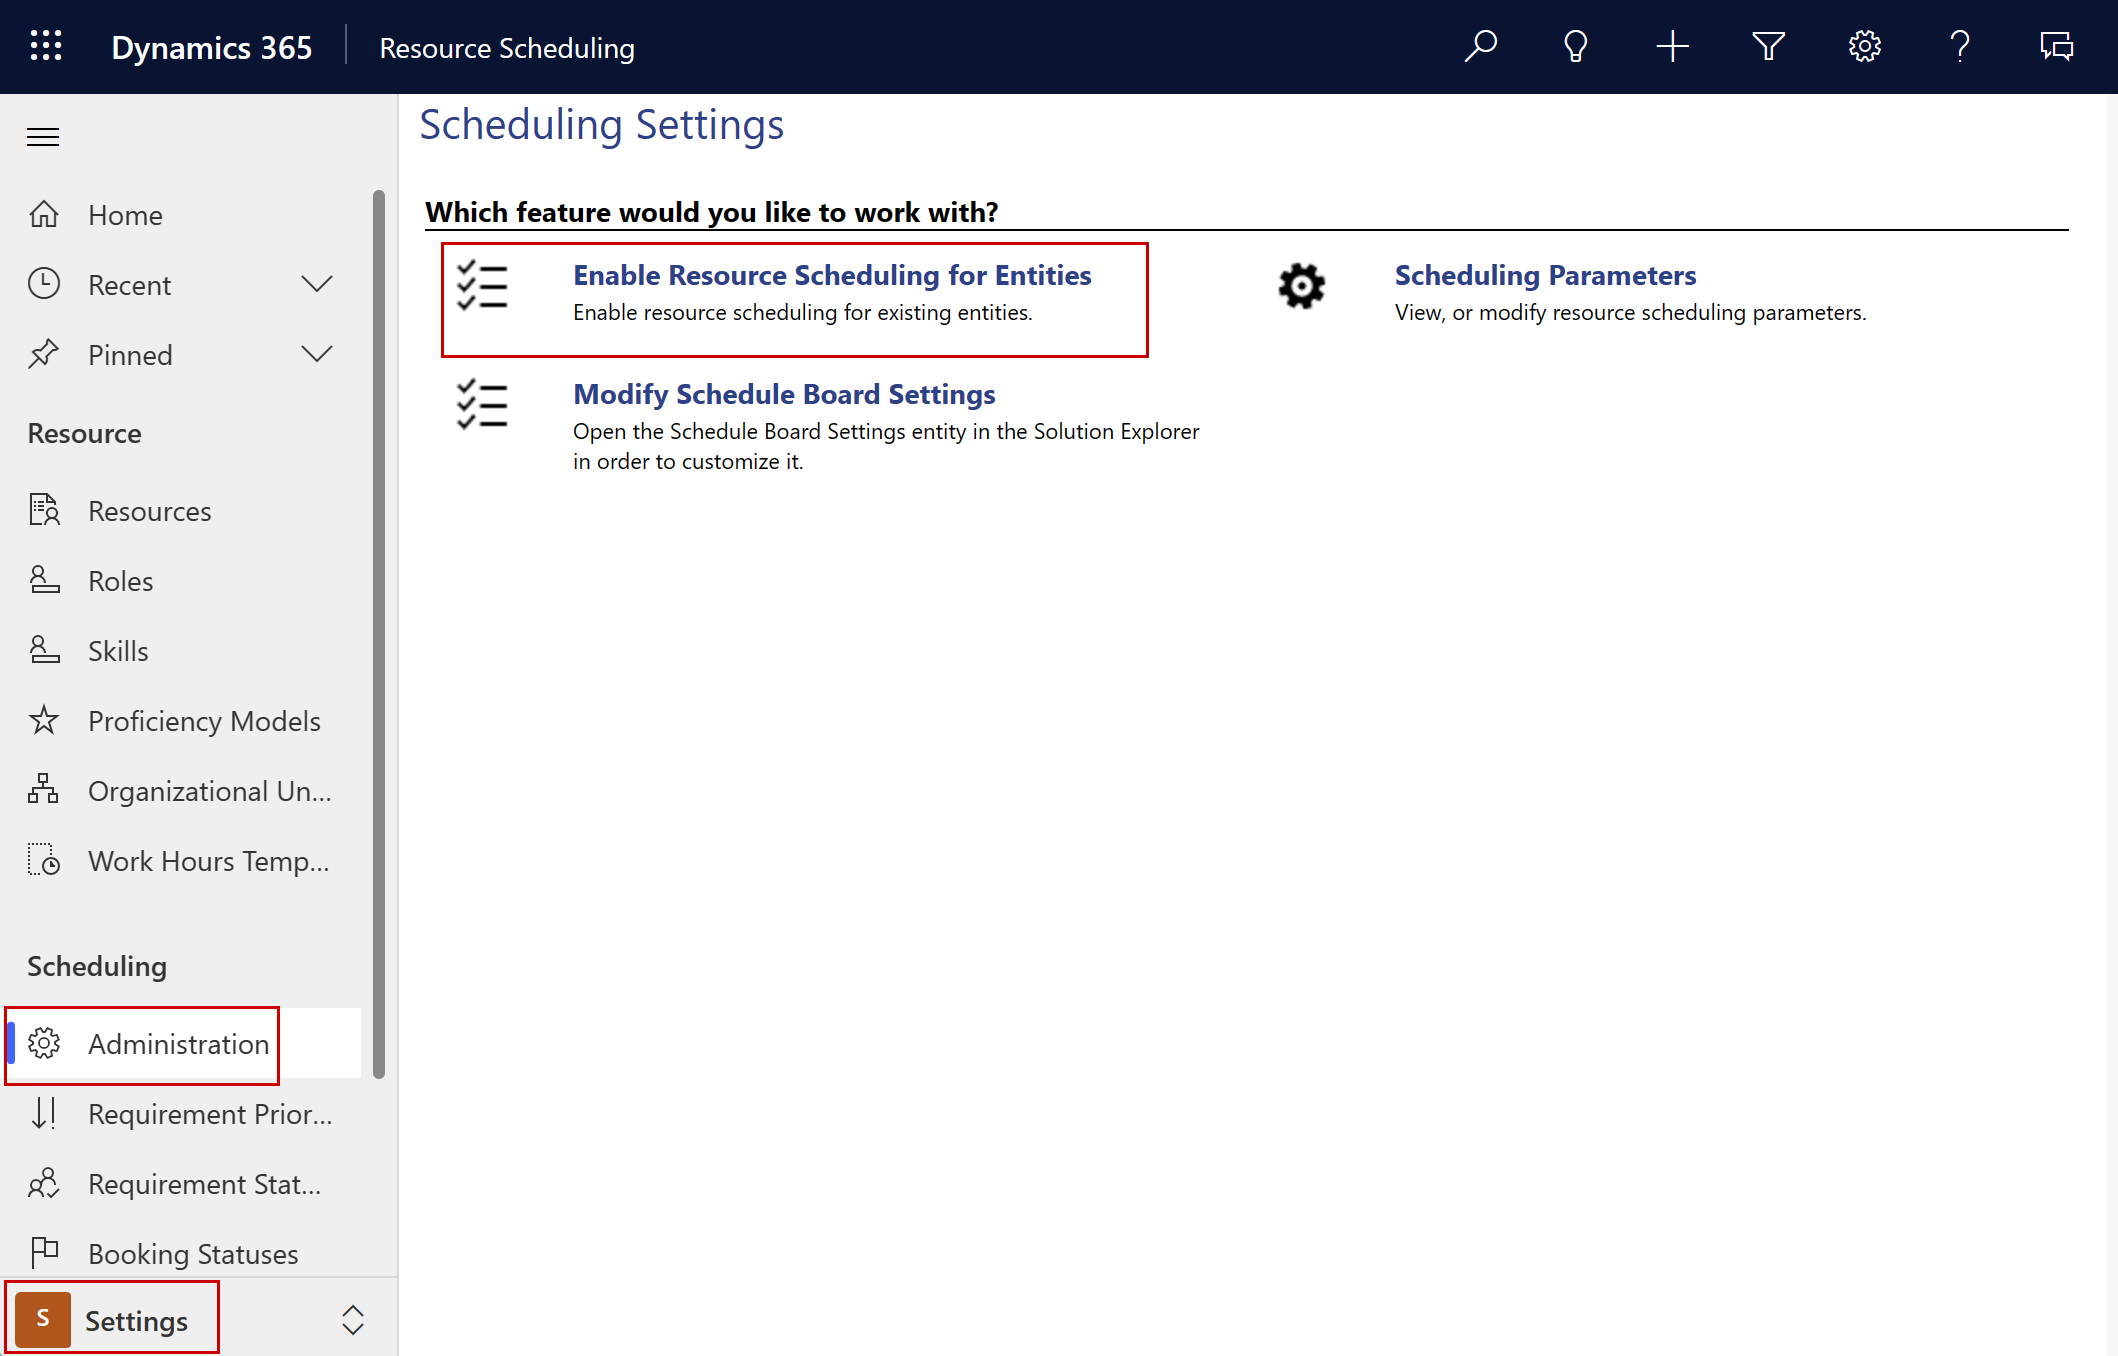 Dynamics 365
Resource Scheduling
Home
Recent
Pinned
Resource
Resources
Roles
Skills
Proficiency Models
Organizational Un...
Work Hours Temp...
Scheduling
Administration
Requirement Prior...
Requirement Stat...
Booking Statuses
S
Settings
Scheduling Settings
Which feature would you like to work with?
Enable Resource Scheduling for Entities
Enable resource scheduling for existing entities.
Scheduling Parameters
View, or modify resource scheduling parameters.
Modify Schedule Board Settings
Open the Schedule Board Settings entity in the Solution Explorer
in order to customize it.